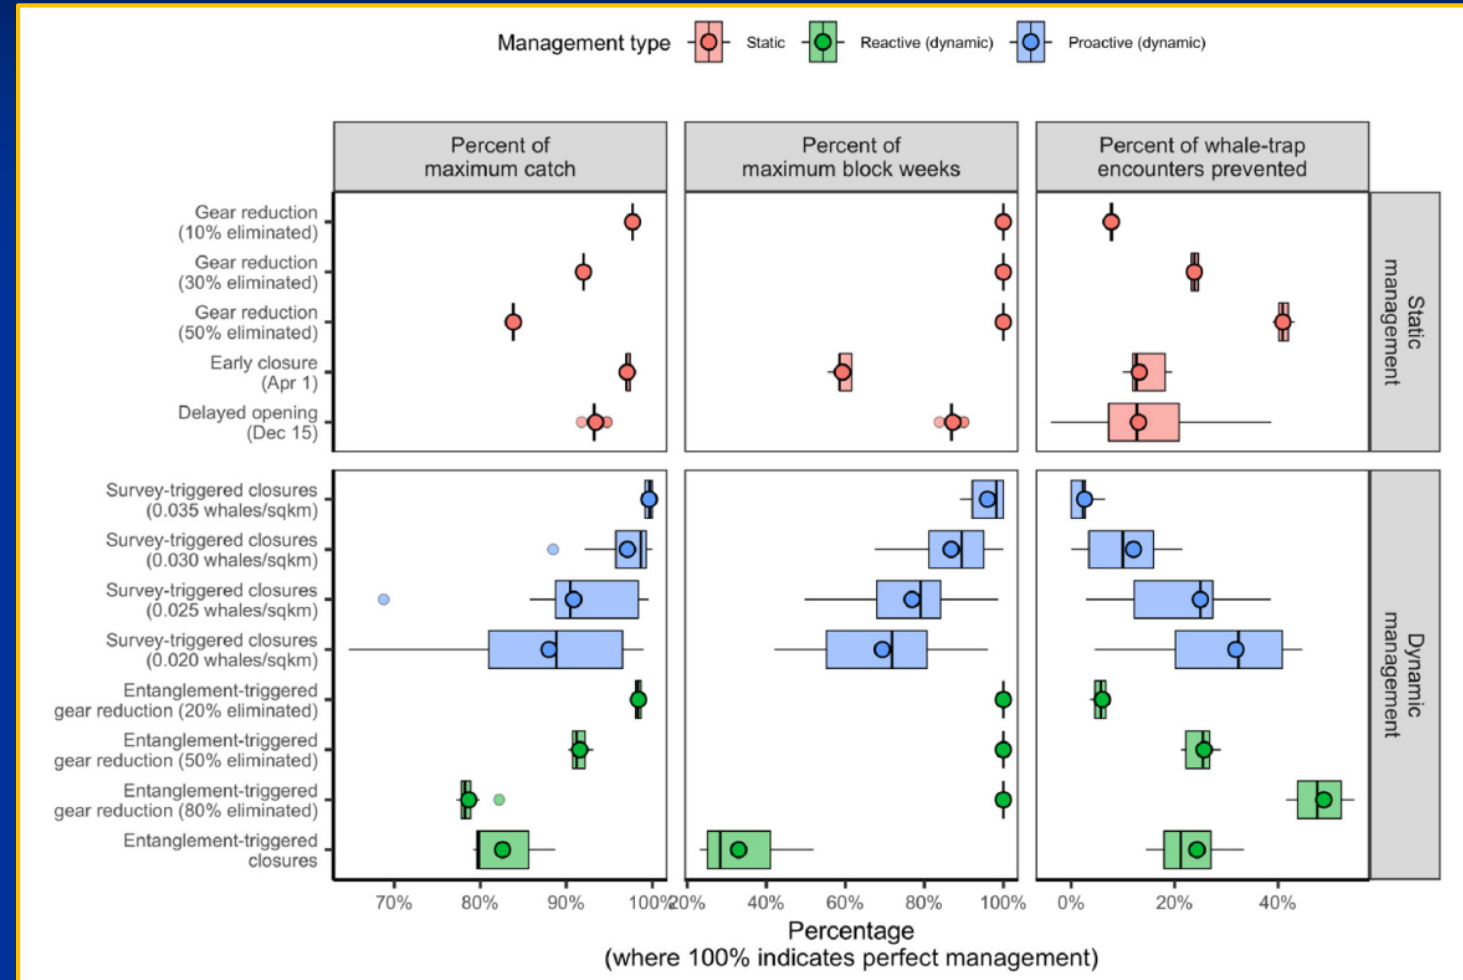 Management type Static Reactive (dynamic) Proactive (dynamic)
Percent of
maximum catch
Percent of
maximum block weeks
Percent of whale-trap
encounters prevented
Gear reduction
(10% eliminated)
Gear reduction
(30% eliminated)
Gear reduction
(50% eliminated)
Early closure
(Apr 1)
Delayed opening
(Dec 15)
Static
management
Survey-triggered closures
(0.035 whales/sqkm)
Survey-triggered closures
(0.030 whales/sqkm)
Survey-triggered closures
(0.025 whales/sqkm)
Survey-triggered closures
(0.020 whales/sqkm)
Entanglement-triggered
gear reduction (20% eliminated)
Entanglement-triggered
gear reduction (50% eliminated)
Entanglement-triggered
gear reduction (80% eliminated)
Entanglement-triggered
closures
Dynamic
management
70% 80% 90% 100% 20% 40% 60% 80% 100% 0% 20% 40%
Percentage
(where 100% indicates perfect management)